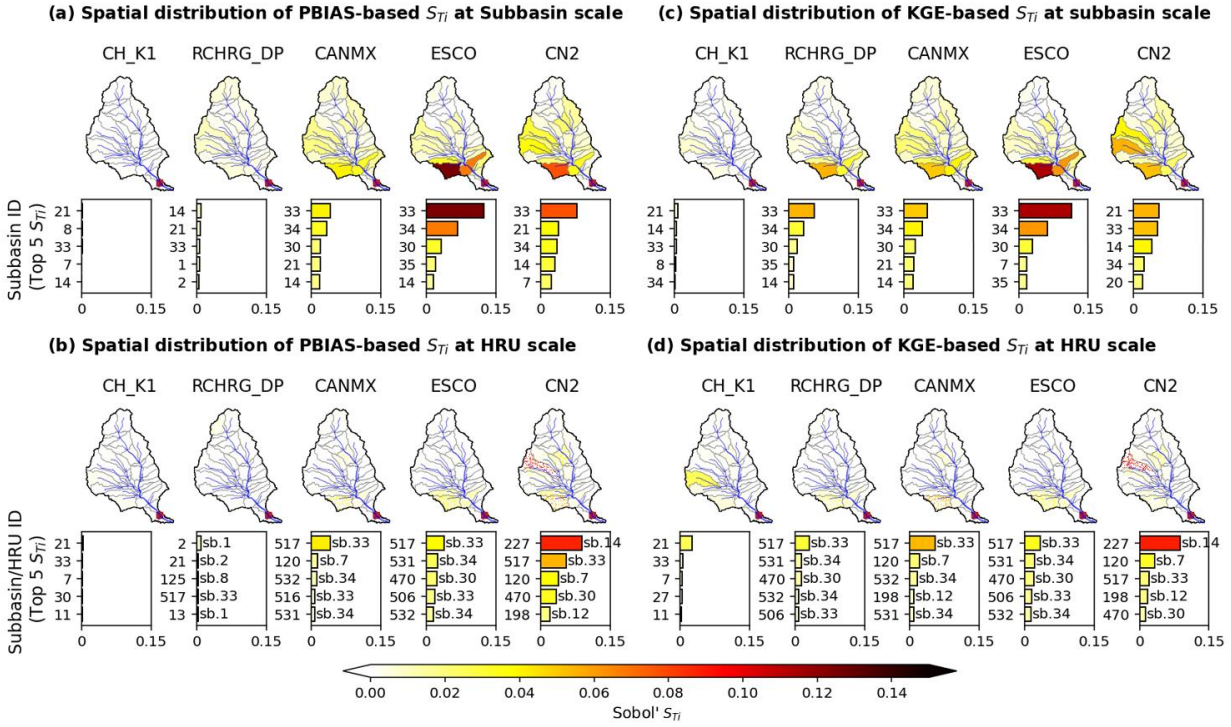 (a) Spatial distribution of PBIAS-based S_Ti at Subbasin scale
CH_K1 RCHRG_DP CANMX ESCO CN2
Subbasin ID
(Top 5 S_Ti)
21 8 33 7 14
0 0.15
14 21 33 1 2
0 0.15
33 34 30 21 14
0 0.15
33 34 30 35 14
0 0.15
33 21 34 14 7
0 0.15
(c) Spatial distribution of KGE-based S_Ti at subbasin scale
CH_K1 RCHRG_DP CANMX ESCO CN2
21 14 33 8 34
0 0.15
33 34 30 35 14
0 0.15
33 34 30 21 14
0 0.15
33 34 30 7 35
0 0.15
21 33 14 34 20
0 0.15
(b) Spatial distribution of PBIAS-based S_Ti at HRU scale
CH_K1 RCHRG_DP CANMX ESCO CN2
Subbasin/HRU ID
(Top 5 S_Ti)
21 33 7 30 11
0 0.15
2 sb.1
21 sb.2
125 sb.8
517 sb.33
13 sb.1
0 0.15
517 sb.33
120 sb.7
532 sb.34
516 sb.33
531 sb.34
0 0.15
517 sb.33
531 sb.34
470 sb.30
506 sb.33
532 sb.34
0 0.15
227 sb.14
517 sb.33
120 sb.7
470 sb.30
198 sb.12
0 0.15
(d) Spatial distribution of KGE-based S_Ti at HRU scale
CH_K1 RCHRG_DP CANMX ESCO CN2
21 33 7 27 11
0 0.15
517 sb.33
531 sb.34
470 sb.30
532 sb.34
506 sb.33
0 0.15
517 sb.33
120 sb.7
532 sb.34
198 sb.12
531 sb.34
0 0.15
517 sb.33
531 sb.34
470 sb.30
506 sb.33
532 sb.34
0 0.15
227 sb.14
120 sb.7
517 sb.33
198 sb.12
470 sb.30
0 0.15
0.00 0.02 0.04 0.06 0.08 0.10 0.12 0.14
Sobol' S_Ti